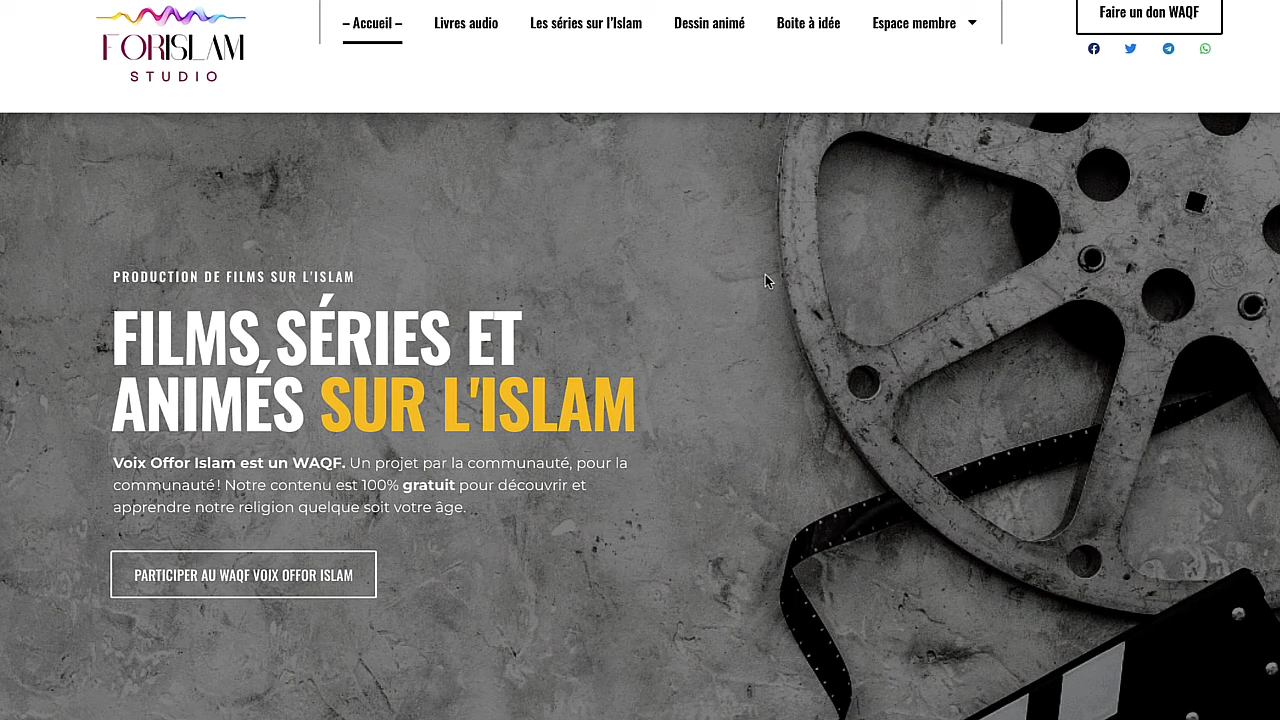 FORISLAM
STUDIO
– Accueil –
Livres audio
Les séries sur l'Islam
Dessin animé
Boite à idée
Espace membre
Faire un don WAQF
PRODUCTION DE FILMS SUR L'ISLAM
FILMS, SÉRIES ET
ANIMÉS SUR L'ISLAM
Voix Offor Islam est un WAQF. Un projet par la communauté, pour la
communauté ! Notre contenu est 100% gratuit pour découvrir et
apprendre notre religion quelque soit votre âge.
PARTICIPER AU WAQF VOIX OFFOR ISLAM